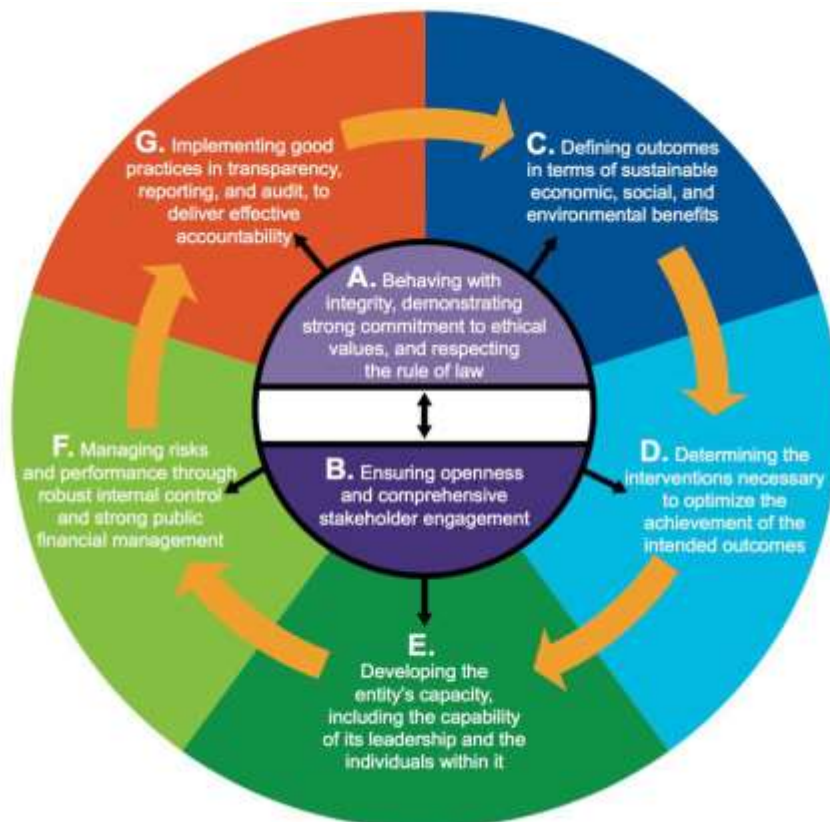 A. Behaving with
integrity, demonstrating
strong commitment to ethical
values, and respecting
the rule of law
B. Ensuring openness
and comprehensive
stakeholder engagement
C. Defining outcomes
in terms of sustainable
economic, social, and
environmental benefits
D. Determining the
interventions necessary
to optimize the
achievement of the
intended outcomes
E.
Developing the
entity's capacity,
including the capability
of its leadership and the
individuals within it
F. Managing risks
and performance through
robust internal control
and strong public
financial management
G. Implementing good
practices in transparency,
reporting, and audit, to
deliver effective
accountability